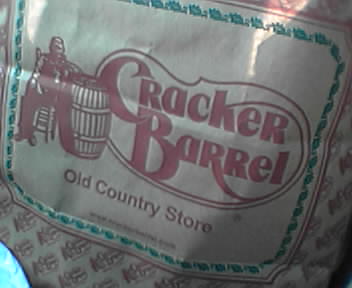 Cracker
Barrel
Old Country Store